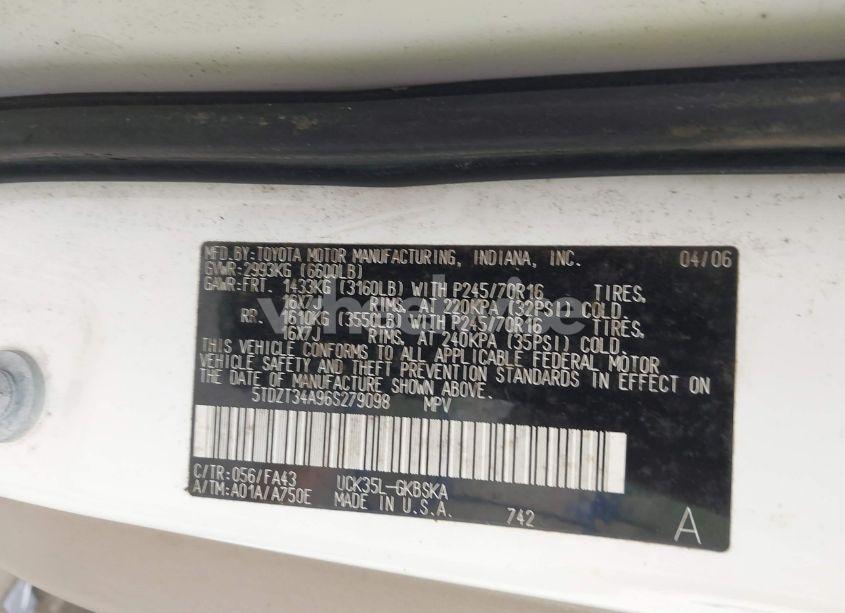 MFD. BY: TOYOTA MOTOR MANUFACTURING, INDIANA, INC. 04/06
GVWR: 2993KG (6600LB)
GAWR: FRT. 1433KG (3160LB) WITH P245/70R16 TIRES,
16X7J RIMS, AT 220KPA (32PSI) COLD.
RR. 1610KG (3550LB) WITH P245/70R16 TIRES,
16X7J RIMS, AT 240KPA (35PSI) COLD.
THIS VEHICLE CONFORMS TO ALL APPLICABLE FEDERAL MOTOR
VEHICLE SAFETY AND THEFT PREVENTION STANDARDS IN EFFECT ON
THE DATE OF MANUFACTURE SHOWN ABOVE.
5TDZT34A96S279098 MPV
C/TR: 056/FA43 UCK35L-GKBSKA
A/TM: A01A/A750E MADE IN U.S.A. 742 A